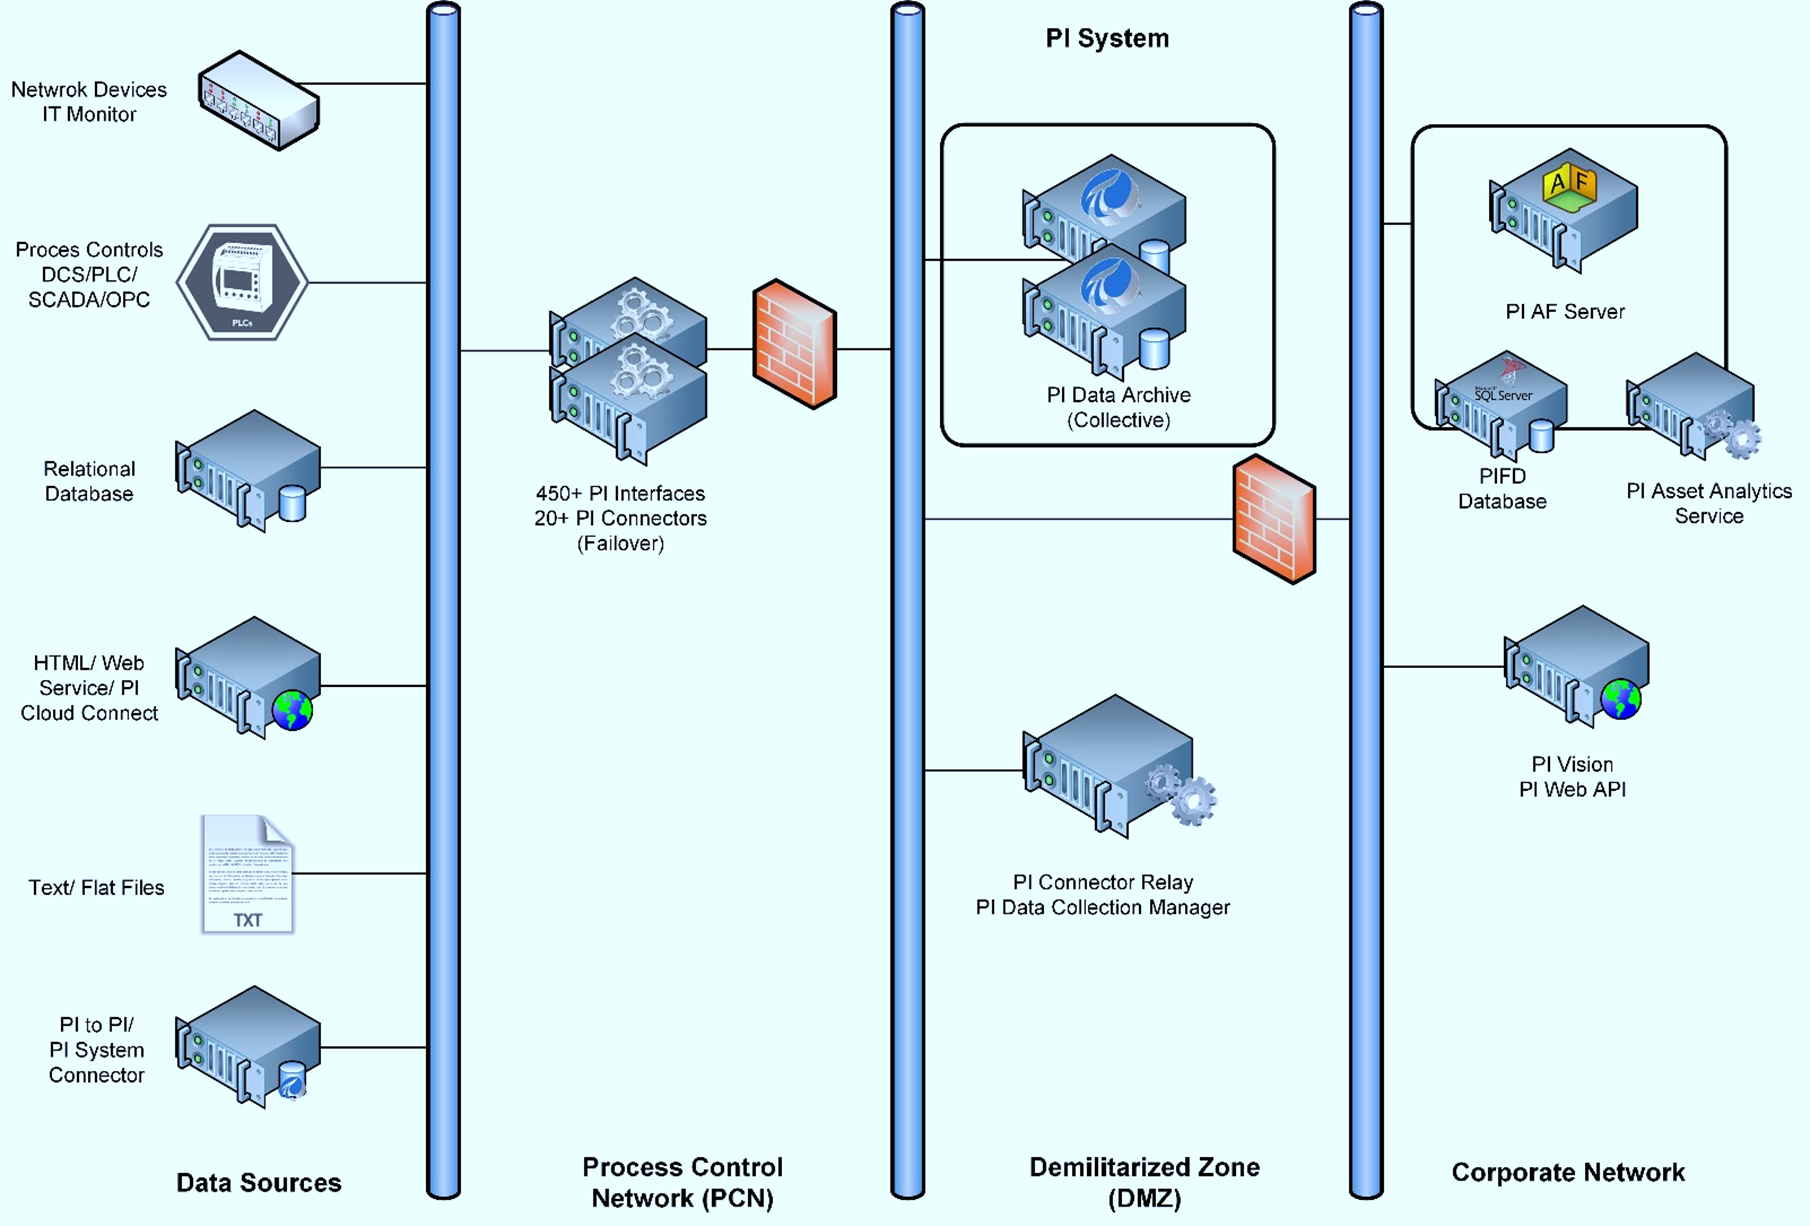 PI System
Netwrok Devices
IT Monitor
Proces Controls
DCS/PLC/
SCADA/OPC
PLCs
Relational
Database
HTML/ Web
Service/ PI
Cloud Connect
Text/ Flat Files
TXT
PI to PI/
PI System
Connector
Data Sources
450+ PI Interfaces
20+ PI Connectors
(Failover)
Process Control
Network (PCN)
PI Data Archive
(Collective)
PI Connector Relay
PI Data Collection Manager
Demilitarized Zone
(DMZ)
A F
PI AF Server
SQL Server
PIFD
Database
PI Asset Analytics
Service
PI Vision
PI Web API
Corporate Network